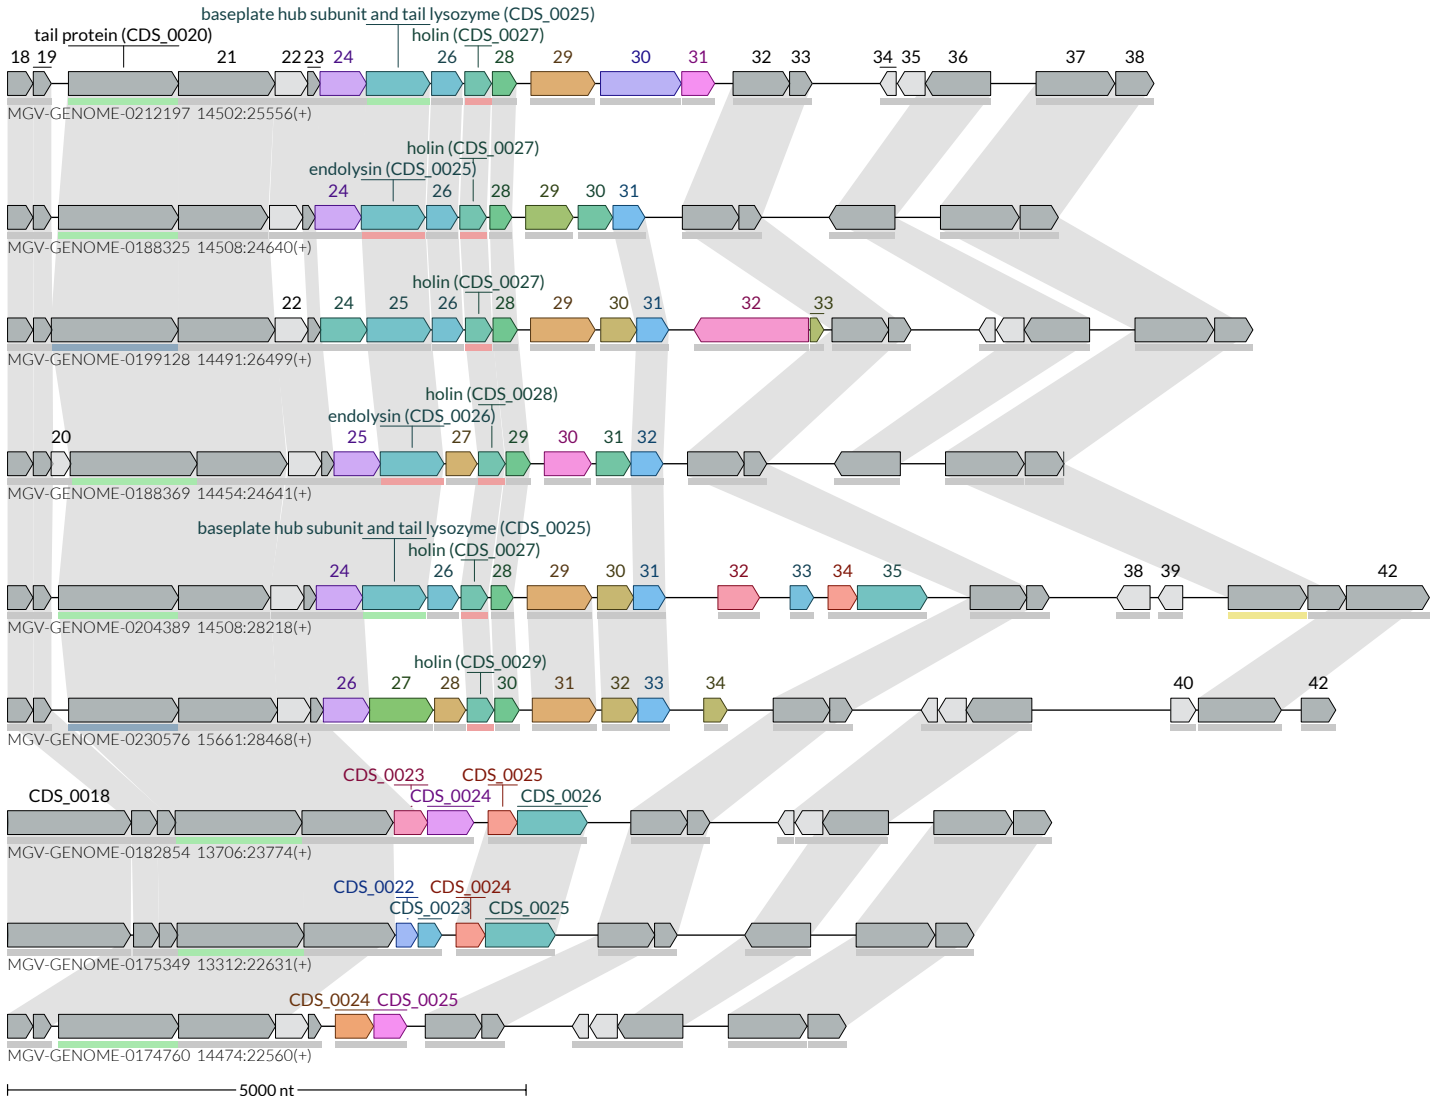 baseplate hub subunit and tail lysozyme (CDS_0025)
tail protein (CDS_0020) holin (CDS_0027)
18 19 21 22 23 24 26 28 29 30 31 32 33 34 35 36 37 38
MGV-GENOME-0212197 14502:25556(+)
holin (CDS_0027)
endolysin (CDS_0025)
24 26 28 29 30 31
MGV-GENOME-0188325 14508:24640(+)
holin (CDS_0027)
22 24 25 26 28 29 30 31 32 33
MGV-GENOME-0199128 14491:26499(+)
holin (CDS_0028)
endolysin (CDS_0026)
20 25 27 29 30 31 32
MGV-GENOME-0188369 14454:24641(+)
baseplate hub subunit and tail lysozyme (CDS_0025)
holin (CDS_0027)
24 26 28 29 30 31 32 33 34 35 38 39 42
MGV-GENOME-0204389 14508:28218(+)
holin (CDS_0029)
26 27 28 30 31 32 33 34 40 42
MGV-GENOME-0230576 15661:28468(+)
CDS_0023 CDS_0025
CDS_0018 CDS_0024 CDS_0026
MGV-GENOME-0182854 13706:23774(+)
CDS_0022 CDS_0024
CDS_0023 CDS_0025
MGV-GENOME-0175349 13312:22631(+)
CDS_0024 CDS_0025
MGV-GENOME-0174760 14474:22560(+)
5000 nt